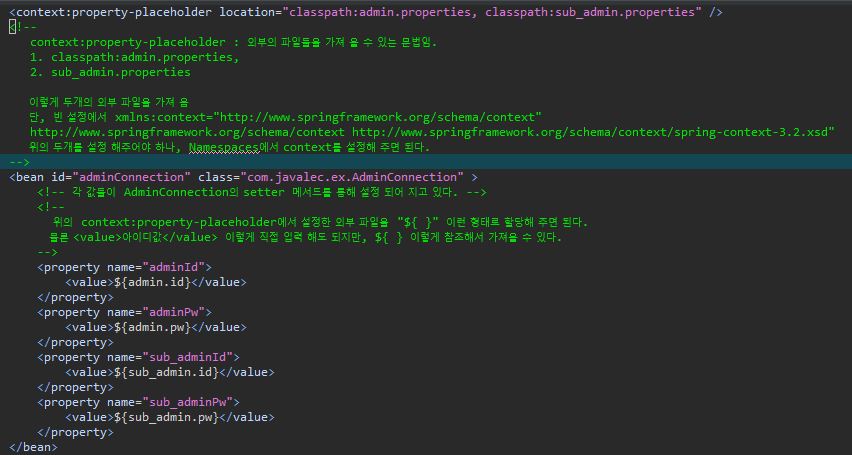 <context:property-placeholder location="classpath:admin.properties, classpath:sub_admin.properties" />
<!--
context:property-placeholder : 외부의 파일들을 가져 올 수 있는 문법임.
1. classpath:admin.properties,
2. sub_admin.properties
이렇게 두개의 외부 파일을 가져 옴
단, 빈 설정에서 xmlns:context="http://www.springframework.org/schema/context"
http://www.springframework.org/schema/context http://www.springframework.org/schema/context/spring-context-3.2.xsd"
위의 두개를 설정 해주어야 하나, Namespaces에서 context를 설정해 주면 된다.
-->
<bean id="adminConnection" class="com.javalec.ex.AdminConnection" >
<!-- 각 값들이 AdminConnection의 setter 메서드를 통해 설정 되어 지고 있다. -->
<!--
위의 context:property-placeholder에서 설정한 외부 파일을 "${ }" 이런 형태르 할당해 주면 된다.
물론 <value>아이디값</value> 이렇게 직접 입력 해도 되지만, ${ } 이렇게 참조해서 가져올 수 있다.
-->
<property name="adminId">
<value>${admin.id}</value>
</property>
<property name="adminPw">
<value>${admin.pw}</value>
</property>
<property name="sub_adminId">
<value>${sub_admin.id}</value>
</property>
<property name="sub_adminPw">
<value>${sub_admin.pw}</value>
</property>
</bean>